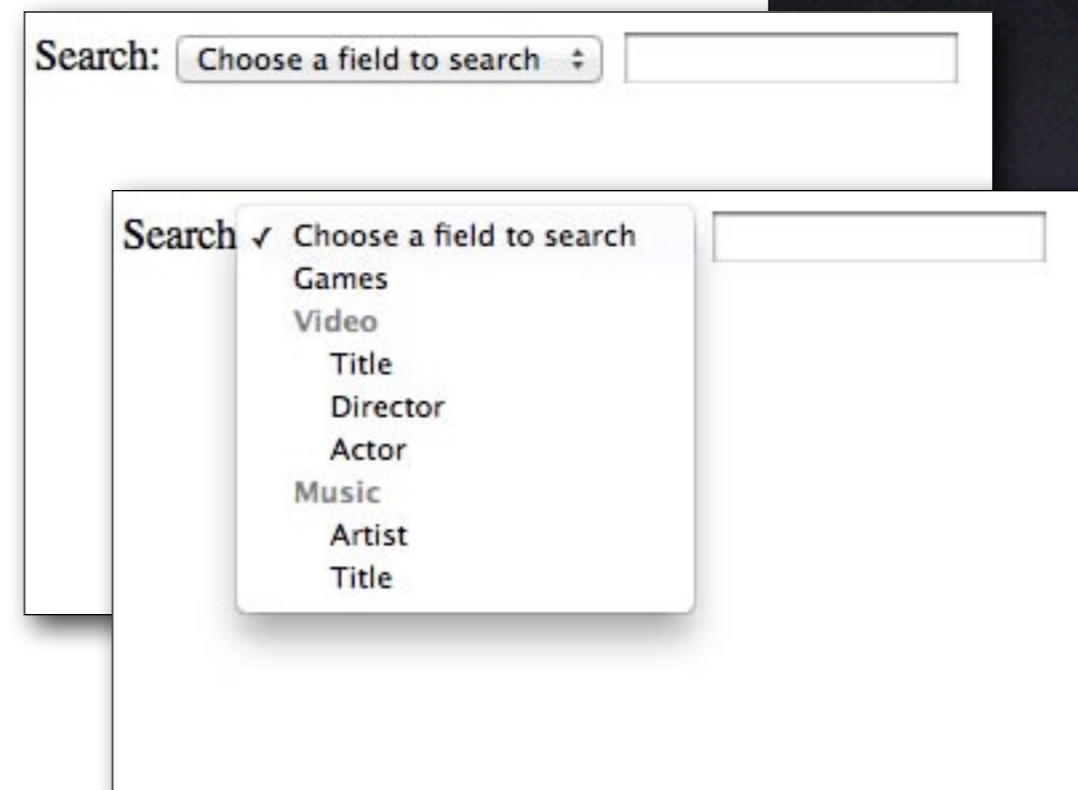 Search: Choose a field to search
Search ✓ Choose a field to search
Games
Video
Title
Director
Actor
Music
Artist
Title